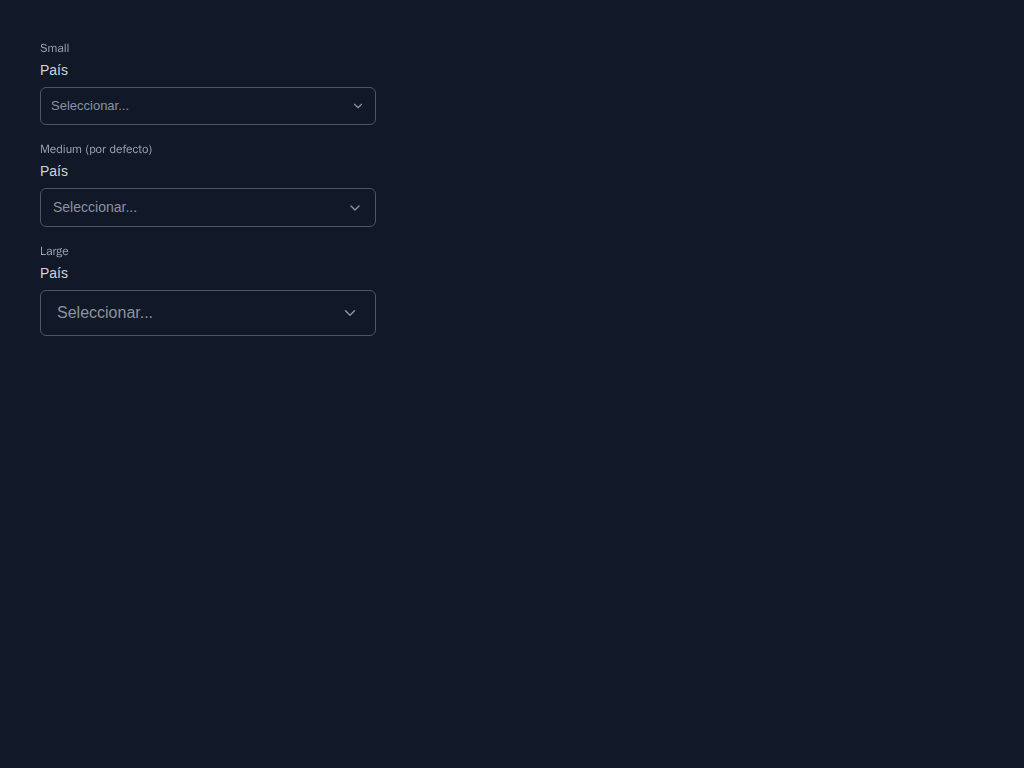 Small
País
Seleccionar...
Medium (por defecto)
País
Seleccionar...
Large
País
Seleccionar...